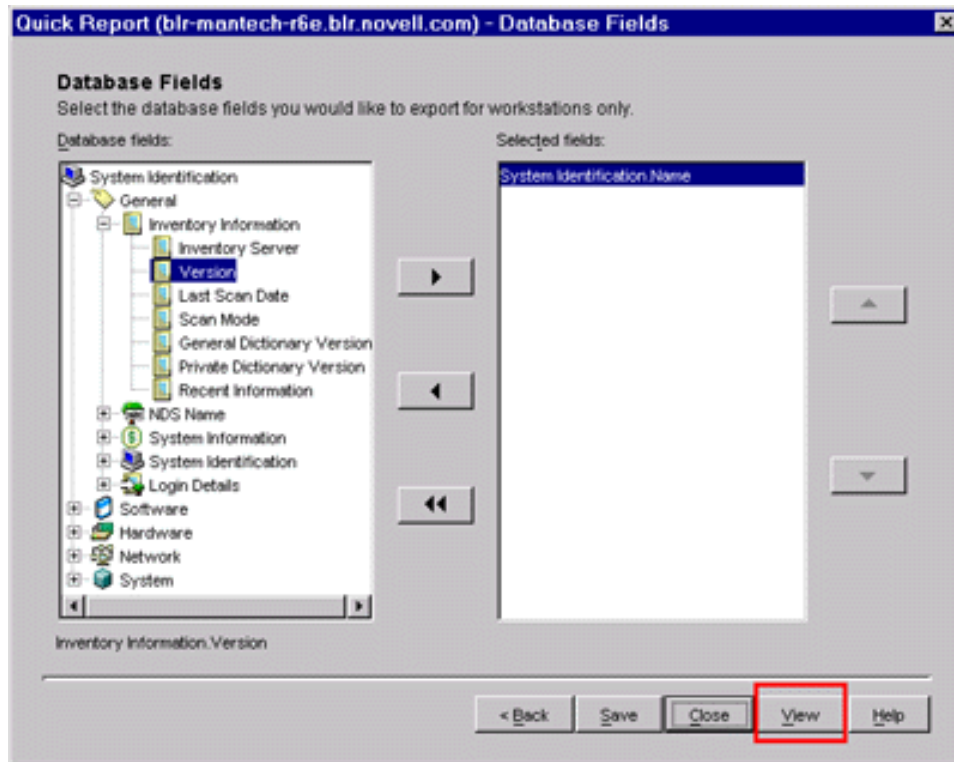 Quick Report (blr-mantech-r6e.blr.novell.com) - Database Fields
Database Fields
Select the database fields you would like to export for workstations only.
Database fields:
System Identification
General
Inventory Information
Inventory Server
Version
Last Scan Date
Scan Mode
General Dictionary Version
Private Dictionary Version
Recent Information
NDS Name
System Information
System Identification
Login Details
Software
Hardware
Network
System
Inventory Information.Version
Selected fields:
System Identification.Name
< Back
Save
Close
View
Help